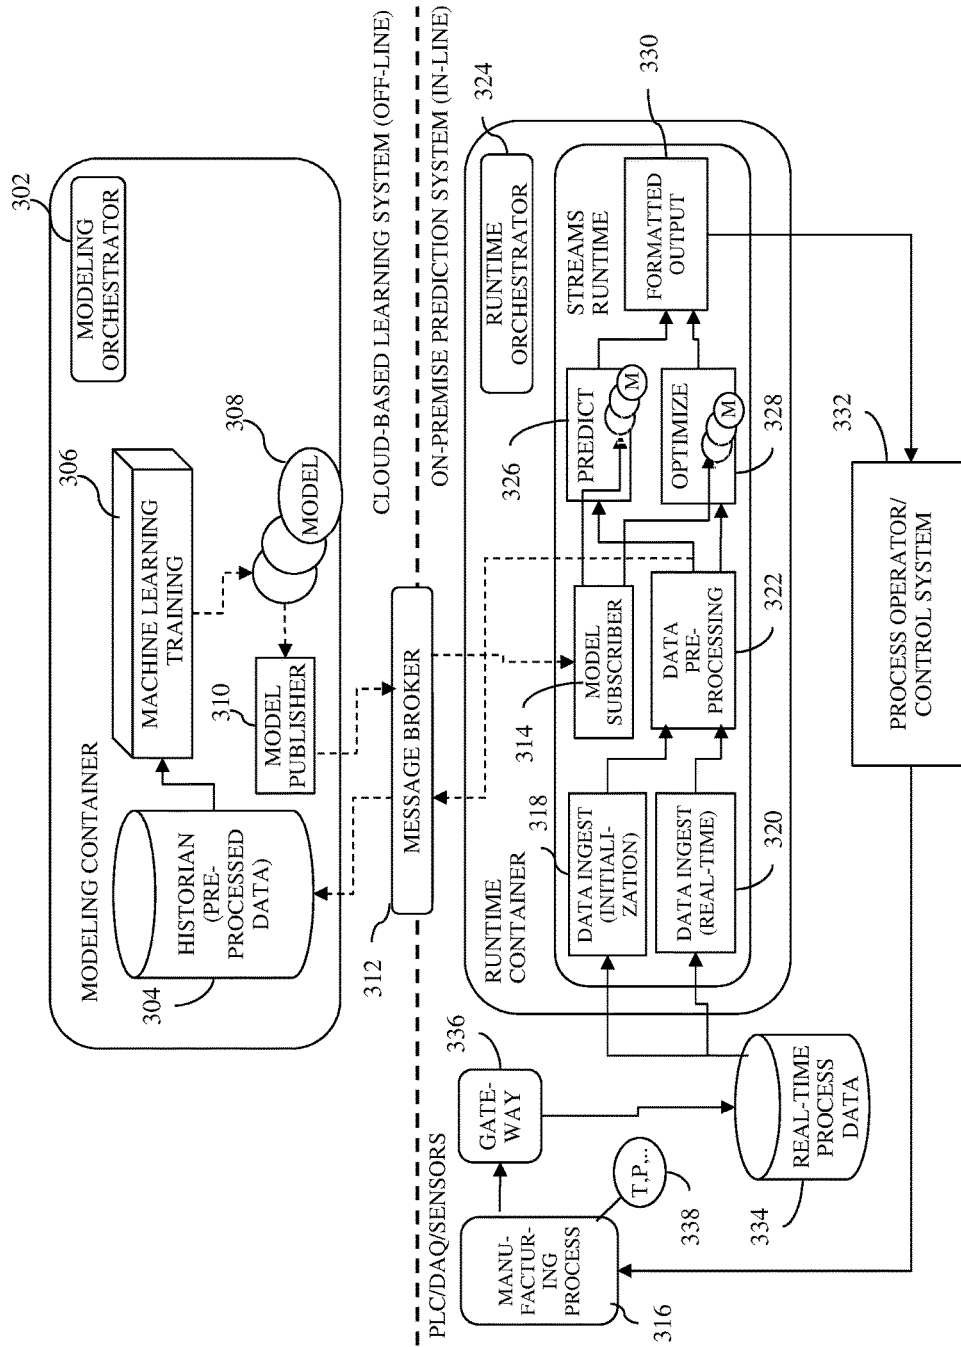 302
MODELING
ORCHESTRATOR
306
MACHINE LEARNING
TRAINING
308
MODEL
310
MODEL
PUBLISHER
MODELING CONTAINER
HISTORIAN
(PRE-
PROCESSED
DATA)
304
CLOUD-BASED LEARNING SYSTEM (OFF-LINE)
312
MESSAGE BROKER
ON-PREMISE PREDICTION SYSTEM (IN-LINE)
PLC/DAQ/SENSORS
324
RUNTIME
ORCHESTRATOR
RUNTIME
CONTAINER
STREAMS
RUNTIME
330
FORMATTED
OUTPUT
326
PREDICT
M
OPTIMIZE
M
328
314
MODEL
SUBSCRIBER
DATA
PRE-
PROCESSING
322
318
DATA INGEST
(INITIALI-
ZATION)
DATA INGEST
(REAL-TIME)
320
336
GATE-
WAY
MANU-
FACTUR-
ING
PROCESS
316
T,P,..
338
REAL-TIME
PROCESS
DATA
334
332
PROCESS OPERATOR/
CONTROL SYSTEM